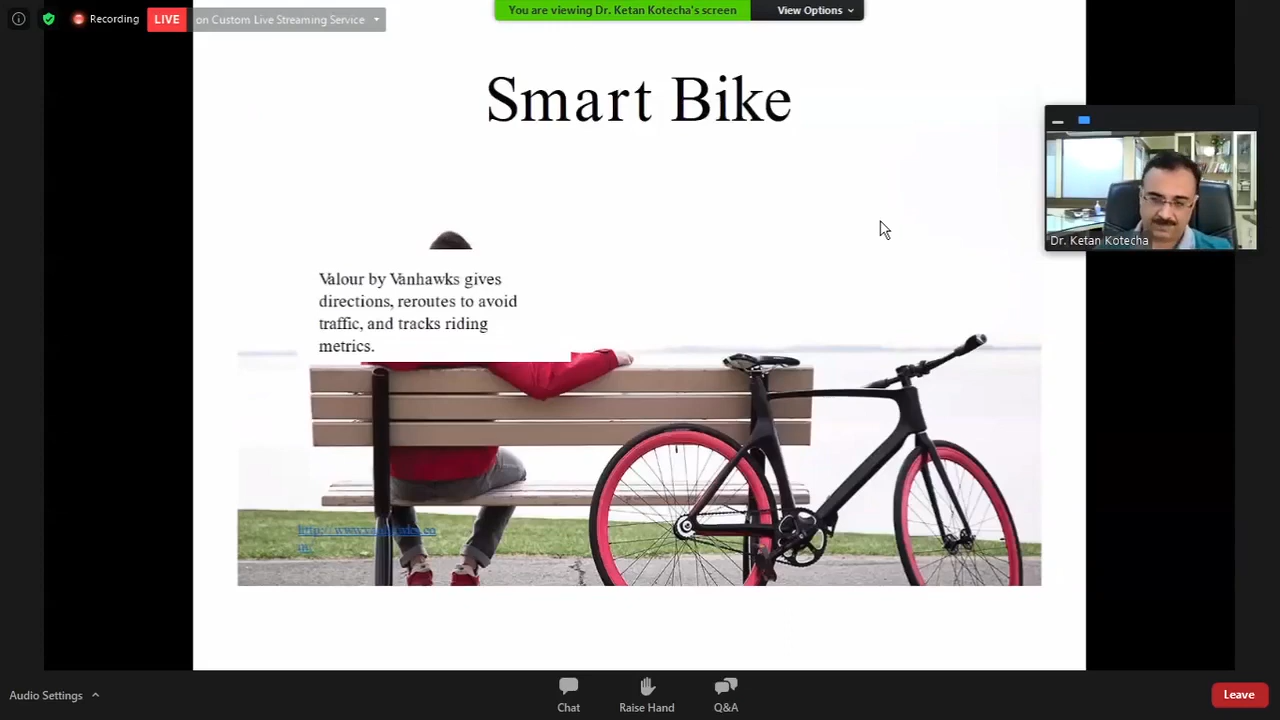 Recording
LIVE
on Custom Live Streaming Service
You are viewing Dr. Ketan Kotecha's screen
View Options
Smart Bike
Dr. Ketan Kotecha
Valour by Vanhawks gives
directions, reroutes to avoid
traffic, and tracks riding
metrics.
Audio Settings
Chat
Raise Hand
Q&A
Leave